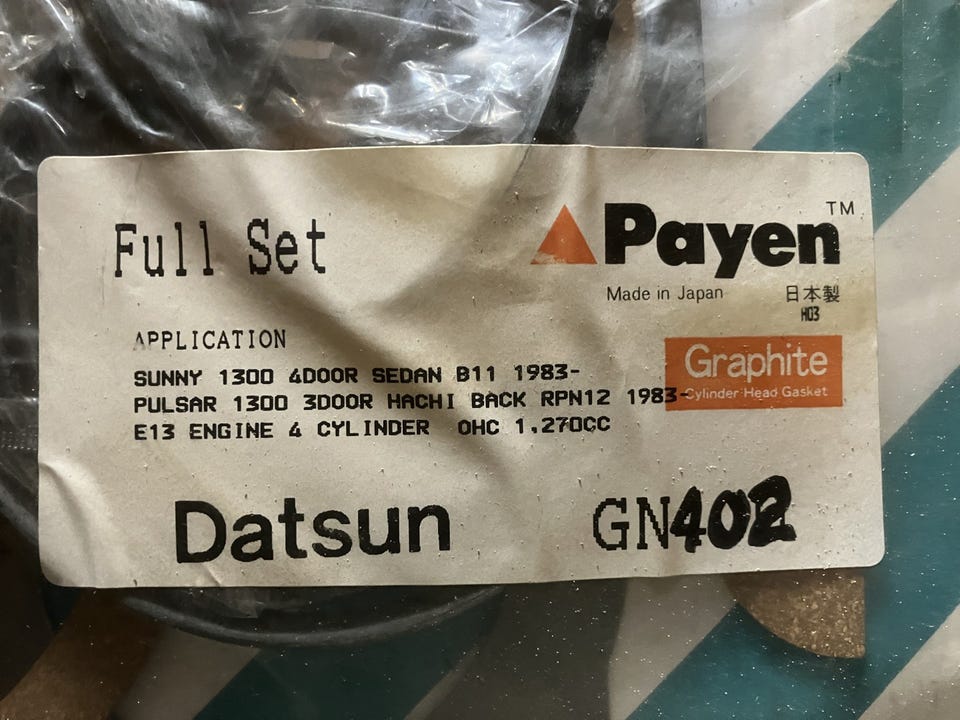 Full Set
Payen™
Made in Japan 日本製
H03
APPLICATION
Graphite
Cylinder Head Gasket
SUNNY 1300 4DOOR SEDAN B11 1983-
PULSAR 1300 3DOOR HACHI BACK RPN12 1983-
E13 ENGINE 4 CYLINDER OHC 1,270CC
Datsun
GN402